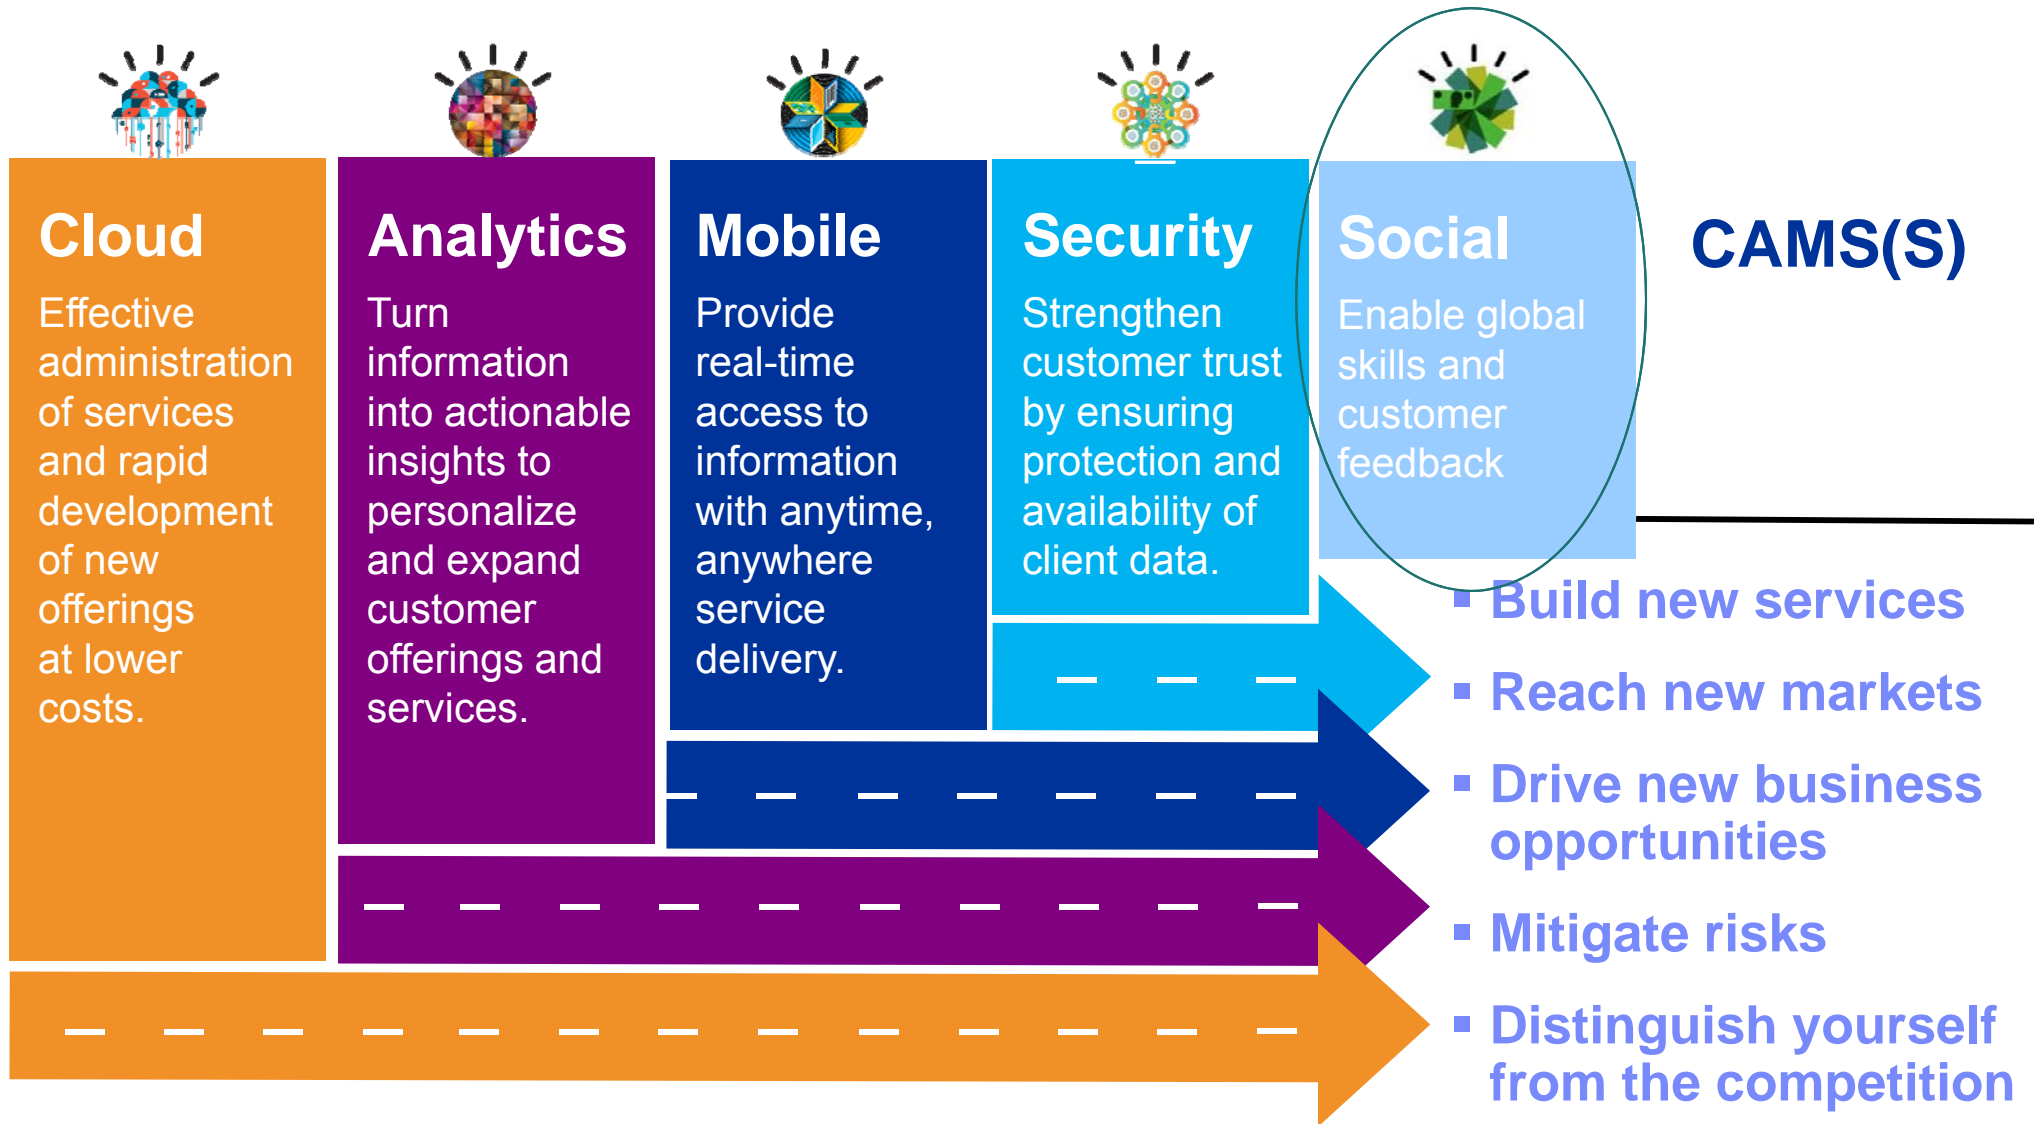 Cloud
Effective
administration
of services
and rapid
development
of new
offerings
at lower
costs.
Analytics
Turn
information
into actionable
insights to
personalize
and expand
customer
offerings and
services.
Mobile
Provide
real-time
access to
information
with anytime,
anywhere
service
delivery.
Security
Strengthen
customer trust
by ensuring
protection and
availability of
client data.
Social
Enable global
skills and
customer
feedback
CAMS(S)
▪ Build new services
▪ Reach new markets
▪ Drive new business
opportunities
▪ Mitigate risks
▪ Distinguish yourself
from the competition